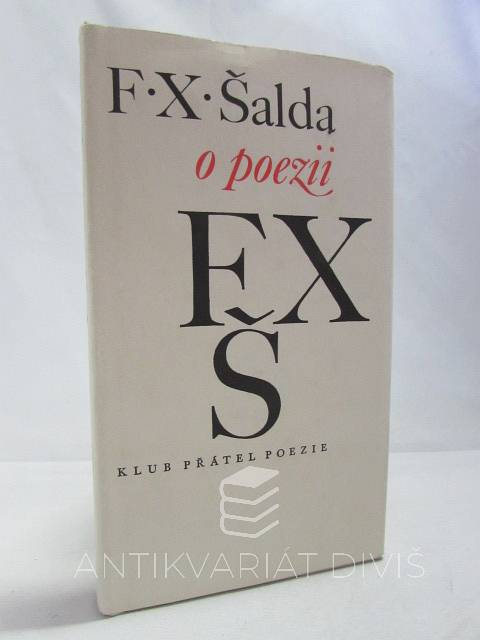 F·X·Šalda
o poezii
FX
Š
KLUB PŘÁTEL POEZIE
ANTIKVARIÁT DIVIŠ